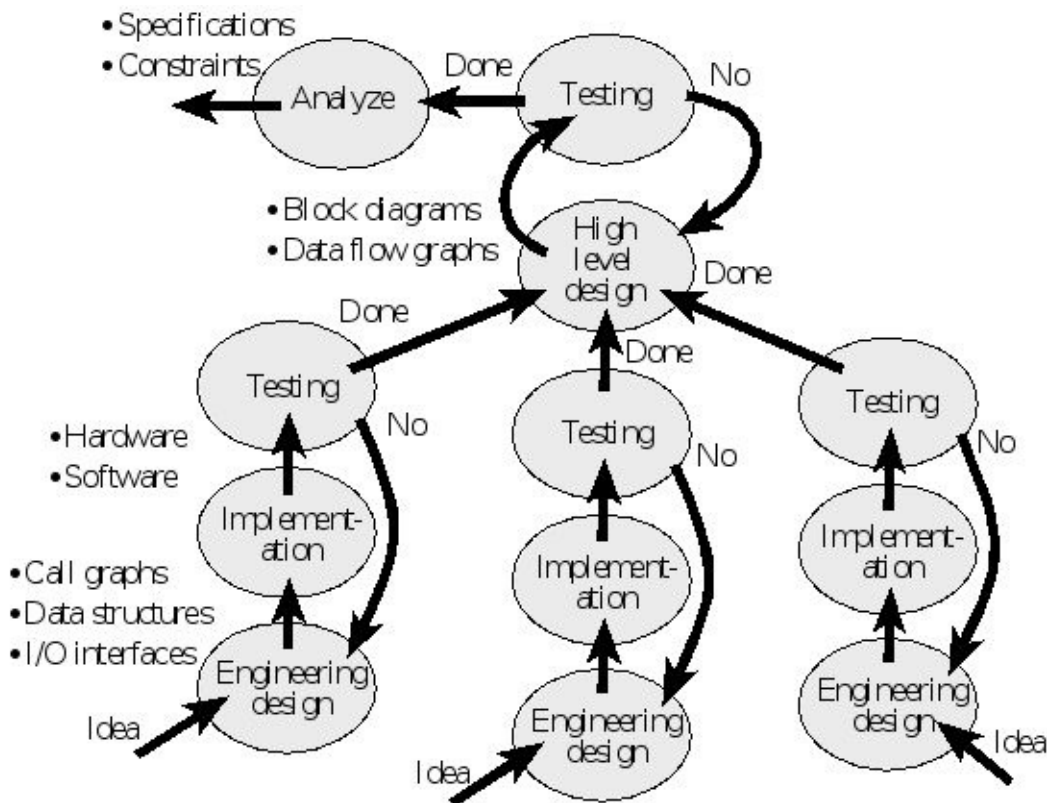 • Specifications
• Constraints
Analyze
Done
Testing
No
• Block diagrams
• Data flow graphs
High
level
design
Done
Done
Done
Testing
No
• Hardware
• Software
Implement-
ation
• Call graphs
• Data structures
• I/O interfaces
Engineering
design
Idea
Testing
No
Implement-
ation
Engineering
design
Idea
Testing
No
Implement-
ation
Engineering
design
Idea